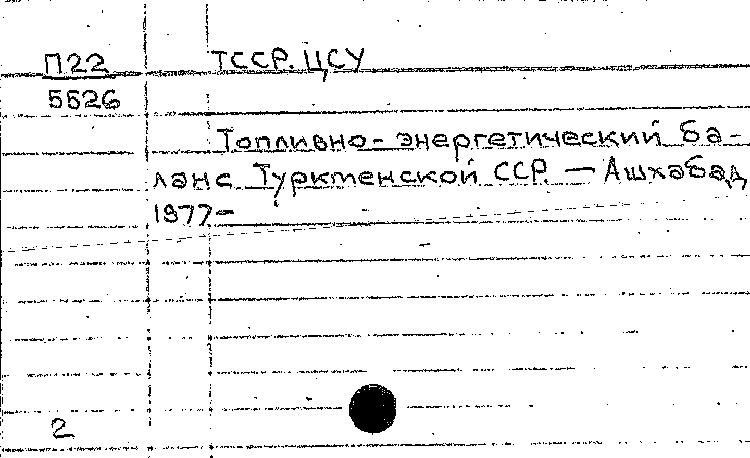 П22 ТССР. ЦСУ
5526
Топливно-энергетический ба-
ланс Туркменской ССР — Ашхабад,
1977-
2